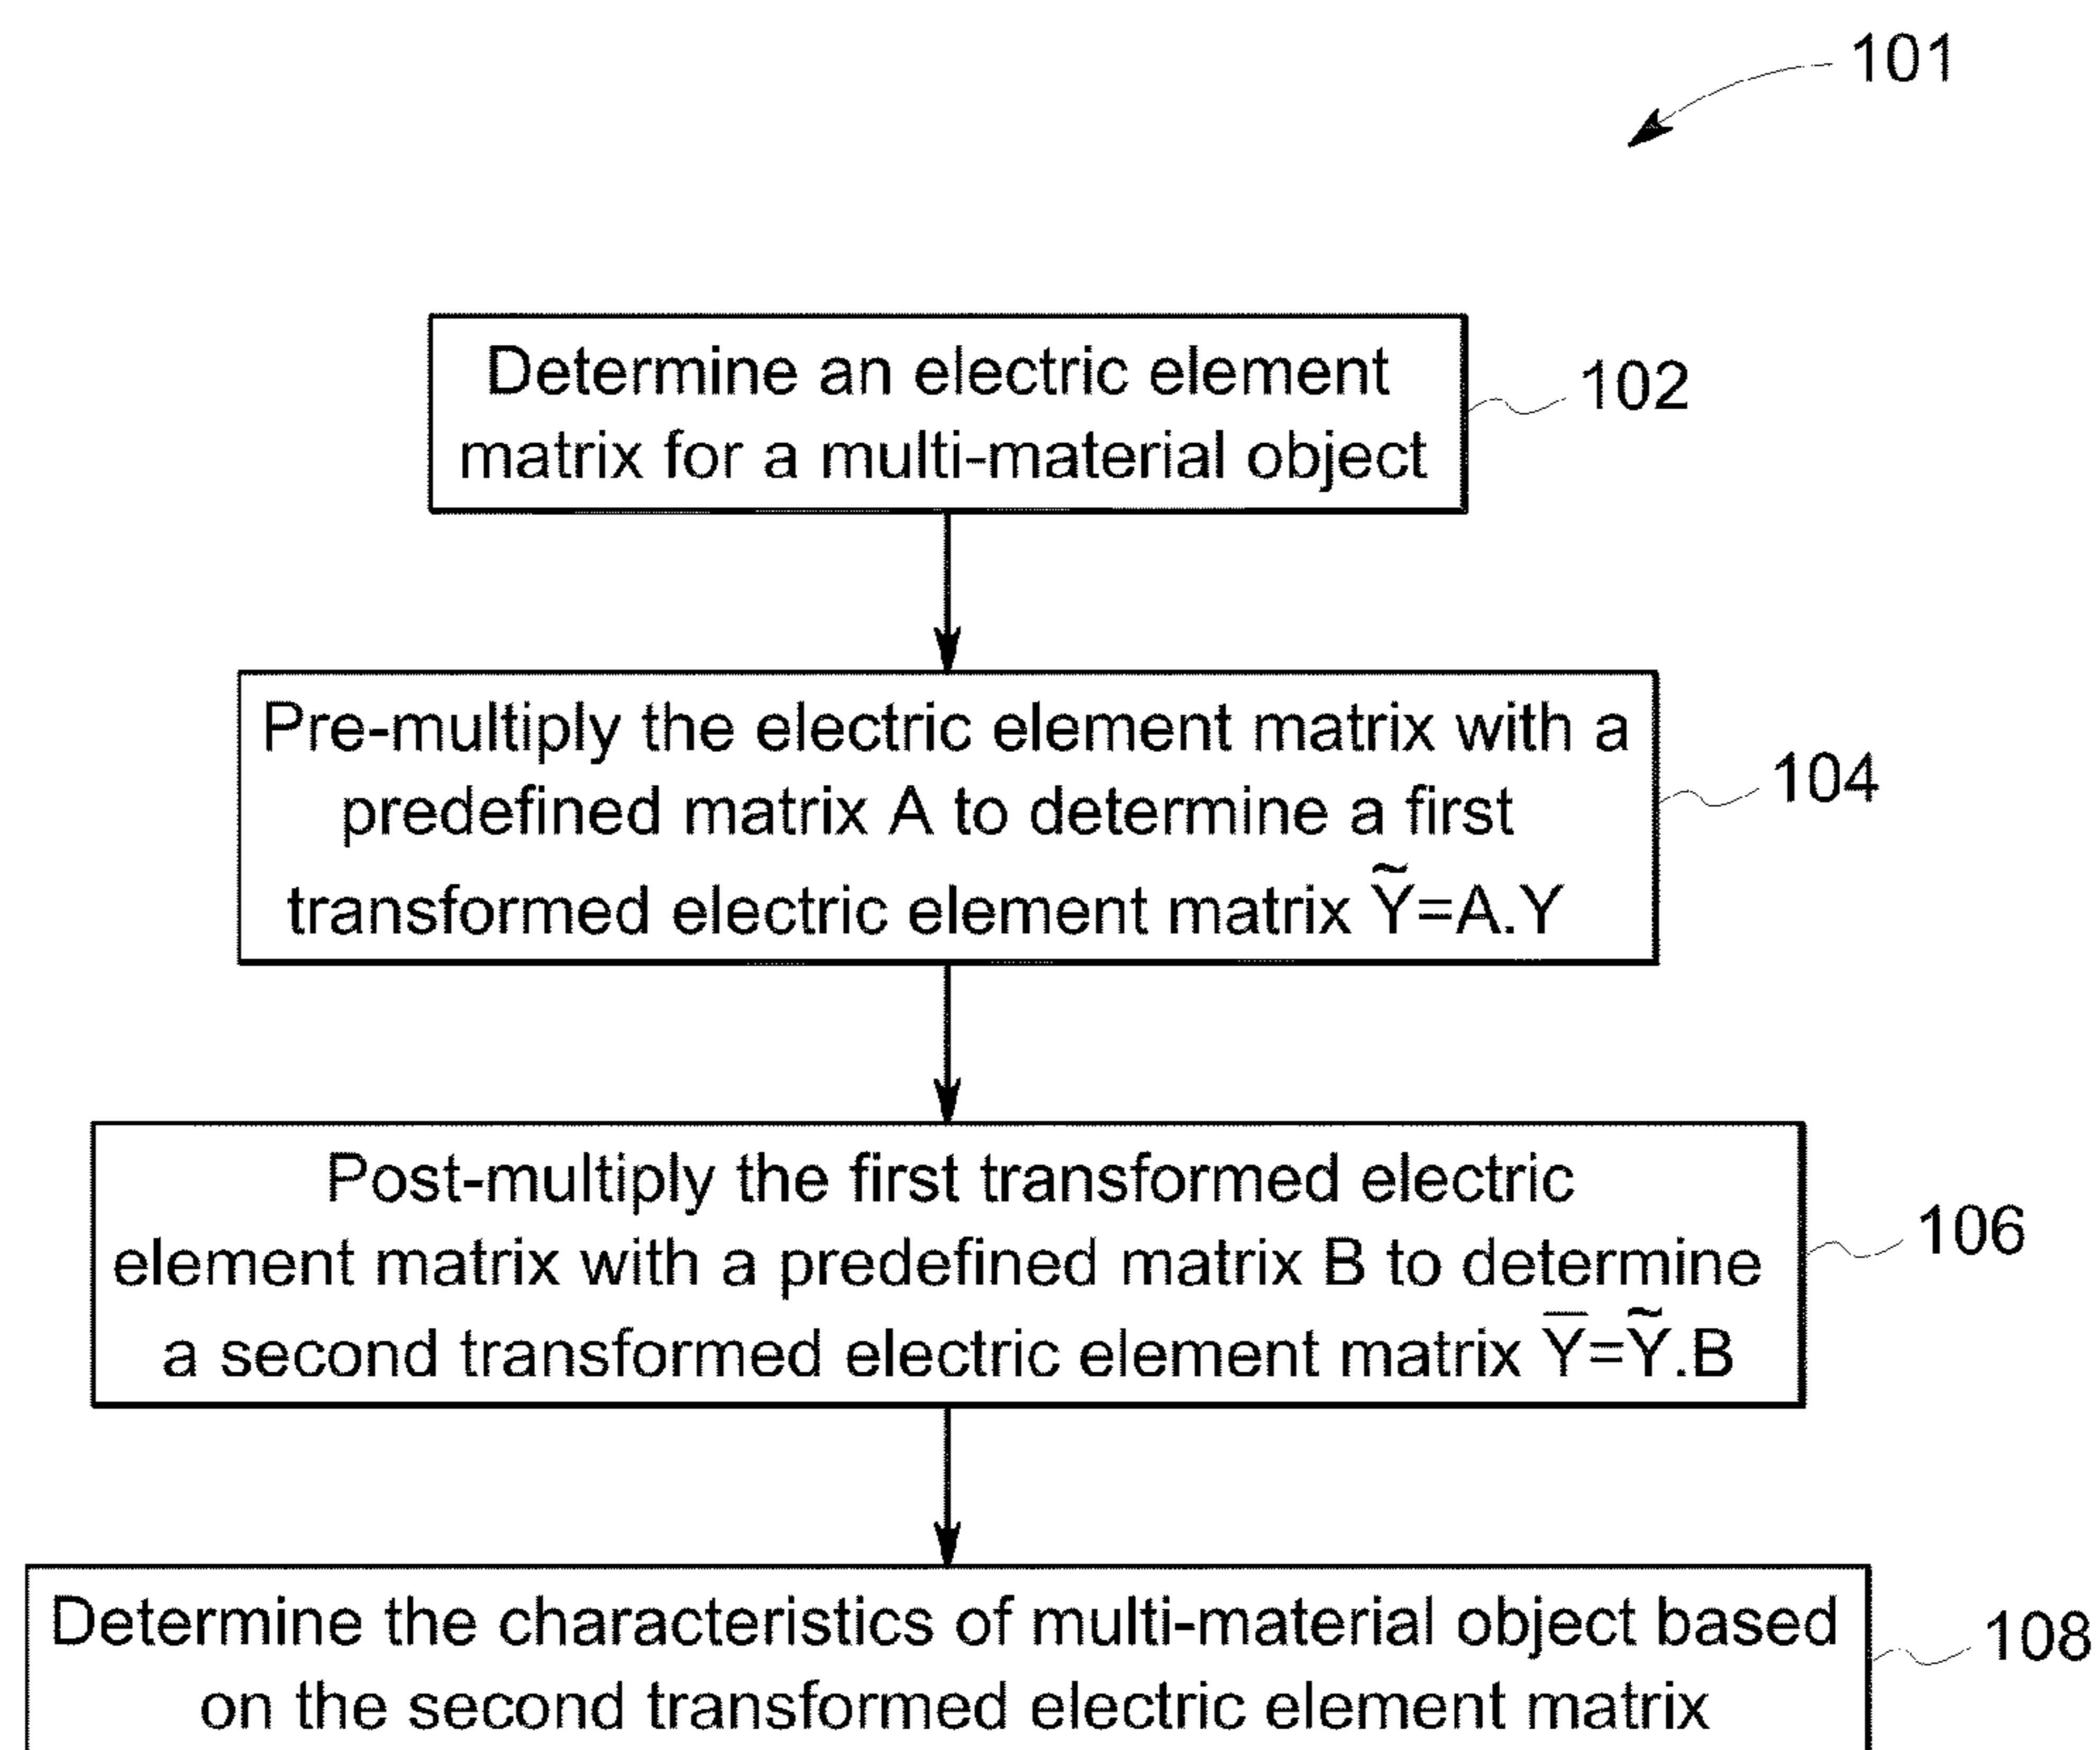 101
Determine an electric element
matrix for a multi-material object
102
Pre-multiply the electric element matrix with a
predefined matrix A to determine a first
transformed electric element matrix Ỹ=A.Y
104
Post-multiply the first transformed electric
element matrix with a predefined matrix B to determine
a second transformed electric element matrix Y̅=Ỹ.B
106
Determine the characteristics of multi-material object based
on the second transformed electric element matrix
108